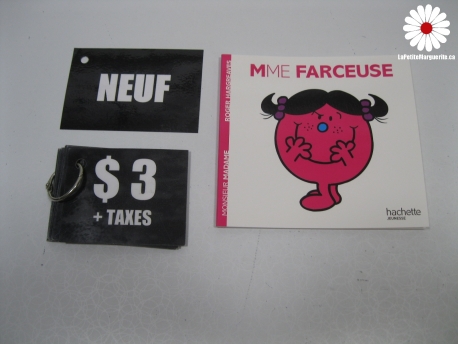 LaPetiteMarguerite.ca
NEUF
$ 3
+ TAXES
MME FARCEUSE
MONSIEUR MADAME ROGER HARGREAVES
hachette
JEUNESSE